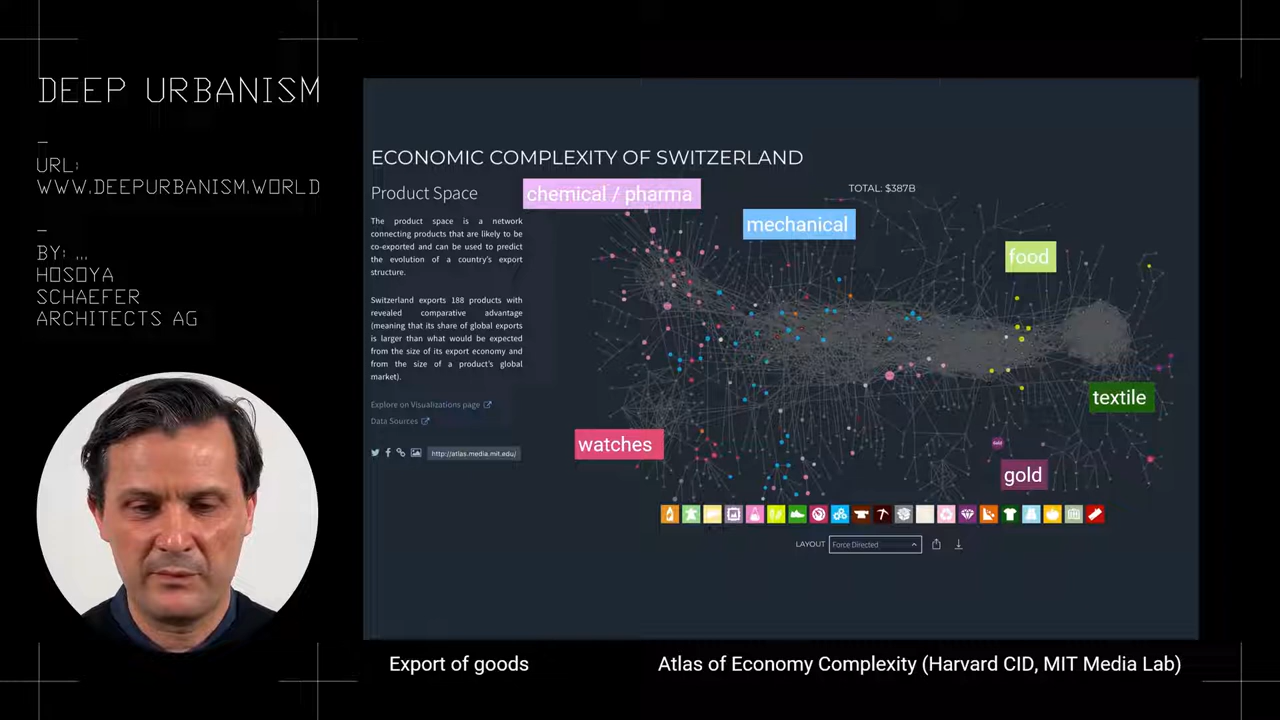 DEEP URBANISM
–
URL:
WWW.DEEPURBANISM.WORLD
–
BY: ...
HOSOYA
SCHAEFER
ARCHITECTS AG
ECONOMIC COMPLEXITY OF SWITZERLAND
Product Space
chemical / pharma
TOTAL: $387B
mechanical
food
The product space is a network
connecting products that are likely to be
co-exported and can be used to predict
the evolution of a country's export
structure.
Switzerland exports 188 products with
revealed comparative advantage
(meaning that its share of global exports
is larger than what would be expected
from the size of its export economy and
from the size of a product's global
market).
Explore on Visualizations page
Data Sources
http://atlas.media.mit.edu/
textile
watches
Gold
gold
LAYOUT
Force Directed
Export of goods
Atlas of Economy Complexity (Harvard CID, MIT Media Lab)